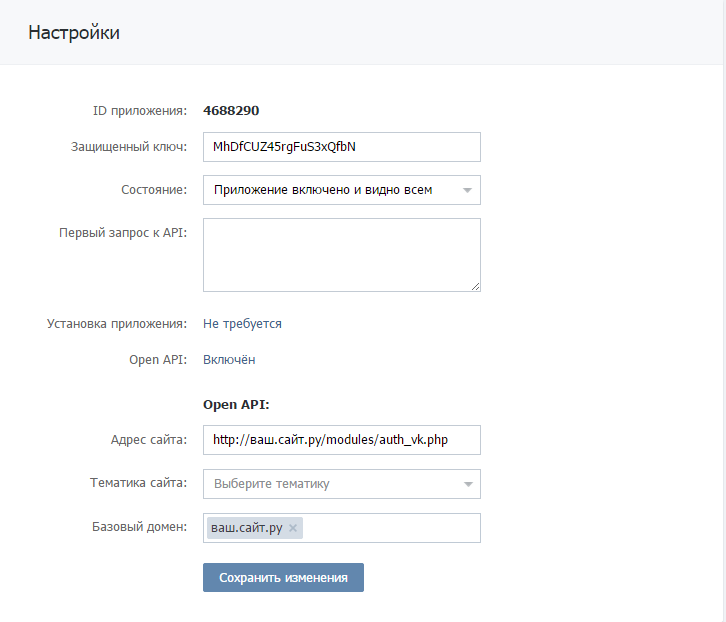 Настройки
ID приложения: 4688290
Защищенный ключ: MhDfCUZ45rgFuS3xQfbN
Состояние: Приложение включено и видно всем
Первый запрос к API:
Установка приложения: Не требуется
Open API: Включён
Open API:
Адрес сайта: http://ваш.сайт.ру/modules/auth_vk.php
Тематика сайта: Выберите тематику
Базовый домен: ваш.сайт.ру
Сохранить изменения